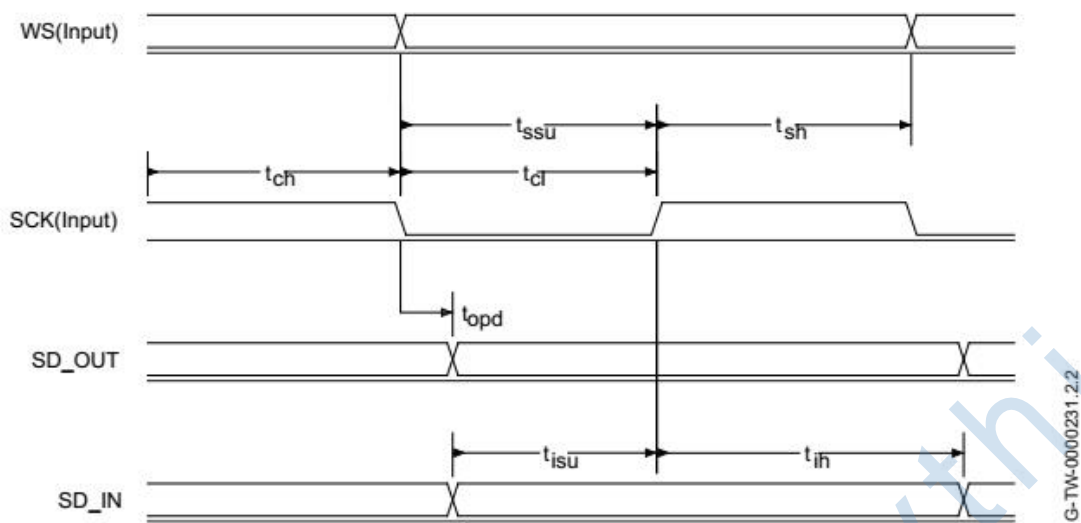 WS(Input)
tssu
tsh
tch
tcl
SCK(Input)
topd
SD_OUT
tisu
tih
SD_IN
G-TW-0000231.2.2